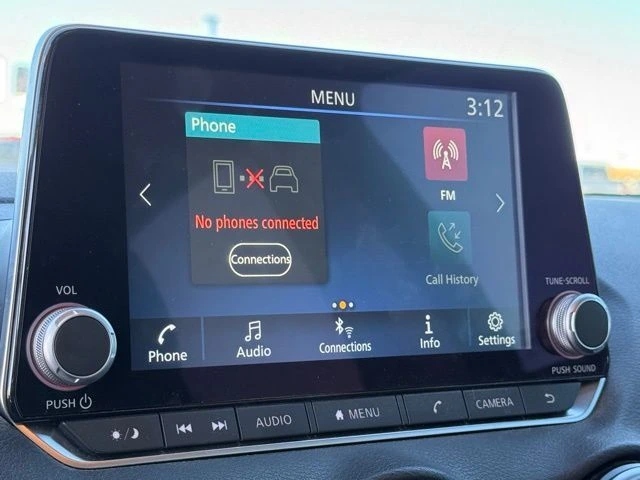 MENU
3:12
Phone
No phones connected
Connections
FM
Call History
Phone
Audio
Connections
Info
Settings
VOL
PUSH
TUNE-SCROLL
PUSH SOUND
AUDIO
MENU
CAMERA